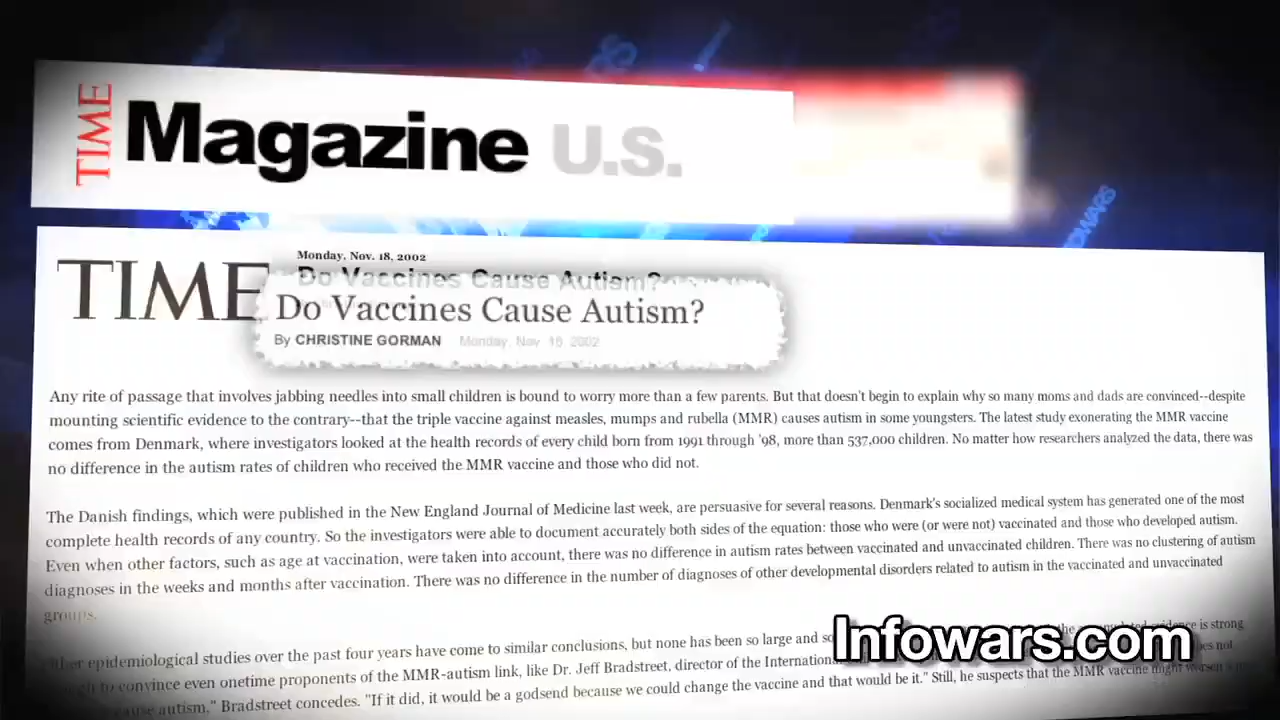 TIME Magazine U.S.
INFOWARS
TIME
Monday, Nov. 18, 2002
Do Vaccines Cause Autism?
Do Vaccines Cause Autism?
By CHRISTINE GORMAN Monday, Nov. 18, 2002
Any rite of passage that involves jabbing needles into small children is bound to worry more than a few parents. But that doesn't begin to explain why so many moms and dads are convinced--despite
mounting scientific evidence to the contrary--that the triple vaccine against measles, mumps and rubella (MMR) causes autism in some youngsters. The latest study exonerating the MMR vaccine
comes from Denmark, where investigators looked at the health records of every child born from 1991 through '98, more than 537,000 children. No matter how researchers analyzed the data, there was
no difference in the autism rates of children who received the MMR vaccine and those who did not.
The Danish findings, which were published in the New England Journal of Medicine last week, are persuasive for several reasons. Denmark's socialized medical system has generated one of the most
complete health records of any country. So the investigators were able to document accurately both sides of the equation: those who were (or were not) vaccinated and those who developed autism.
Even when other factors, such as age at vaccination, were taken into account, there was no difference in autism rates between vaccinated and unvaccinated children. There was no clustering of autism
diagnoses in the weeks and months after vaccination. There was no difference in the number of diagnoses of other developmental disorders related to autism in the vaccinated and unvaccinated
groups.
epidemiological studies over the past four years have come to similar conclusions, but none has been so large and so evidence is strong
to convince even onetime proponents of the MMR-autism link, like Dr. Jeff Bradstreet, director of the International not
cause autism," Bradstreet concedes. "If it did, it would be a godsend because we could change the vaccine and that would be it." Still, he suspects that the MMR vaccine might worsen
Infowars.com